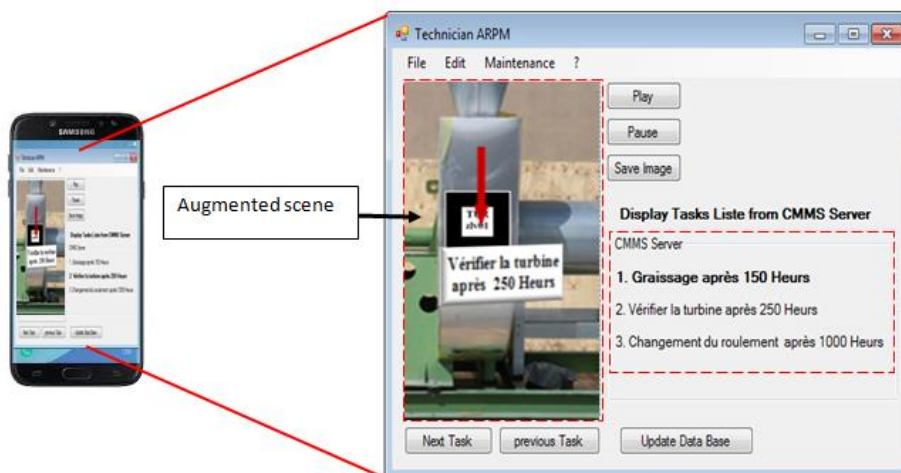 SAMSUNG
Technician ARPM
File Edit Maintenance ?
Play
Pause
Save Image
Augmented scene
Vérifier la turbine
après 250 Heurs
Display Tasks Liste from CMMS Server
CMMS Server
1. Graissage après 150 Heurs
2. Vérifier la turbine après 250 Heurs
3. Changement du roulement après 1000 Heurs
Next Task previous Task Update Data Base